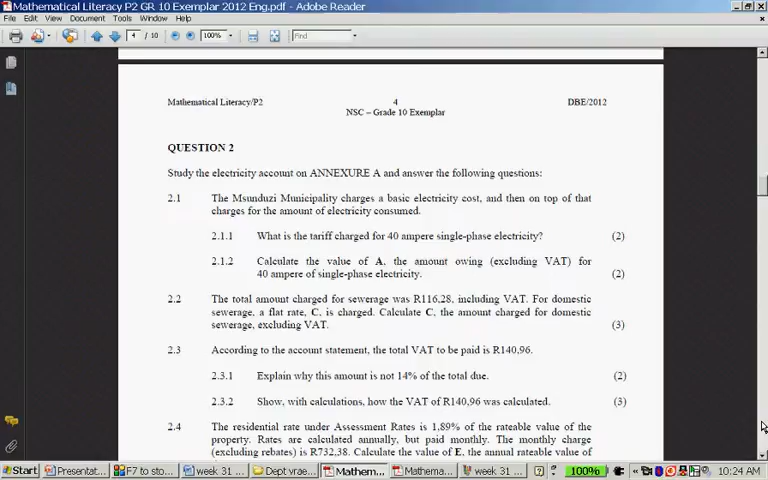 Mathematical Literacy P2 GR 10 Exemplar 2012 Eng.pdf - Adobe Reader
File Edit View Document Tools Window Help
4 / 10 100% Find
Mathematical Literacy/P2 4 DBE/2012
NSC – Grade 10 Exemplar
QUESTION 2
Study the electricity account on ANNEXURE A and answer the following questions:
2.1 The Msunduzi Municipality charges a basic electricity cost, and then on top of that
charges for the amount of electricity consumed.
2.1.1 What is the tariff charged for 40 ampere single-phase electricity? (2)
2.1.2 Calculate the value of A, the amount owing (excluding VAT) for
40 ampere of single-phase electricity. (2)
2.2 The total amount charged for sewerage was R116,28, including VAT. For domestic
sewerage, a flat rate, C, is charged. Calculate C, the amount charged for domestic
sewerage, excluding VAT. (3)
2.3 According to the account statement, the total VAT to be paid is R140,96.
2.3.1 Explain why this amount is not 14% of the total due. (2)
2.3.2 Show, with calculations, how the VAT of R140,96 was calculated. (3)
2.4 The residential rate under Assessment Rates is 1,89% of the rateable value of the
property. Rates are calculated annually, but paid monthly. The monthly charge
(excluding rebates) is R732,38. Calculate the value of E, the annual rateable value of
Start Presentat... F7 to sto... week 31 ... Dept vrae... Mathem... Mathema... week 31 ... 100% 10:24 AM